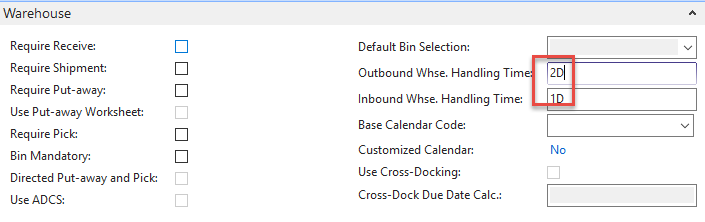 Warehouse
Require Receive:
Require Shipment:
Require Put-away:
Use Put-away Worksheet:
Require Pick:
Bin Mandatory:
Directed Put-away and Pick:
Use ADCS:
Default Bin Selection:
Outbound Whse. Handling Time: 2D
Inbound Whse. Handling Time: 1D
Base Calendar Code:
Customized Calendar: No
Use Cross-Docking:
Cross-Dock Due Date Calc.: